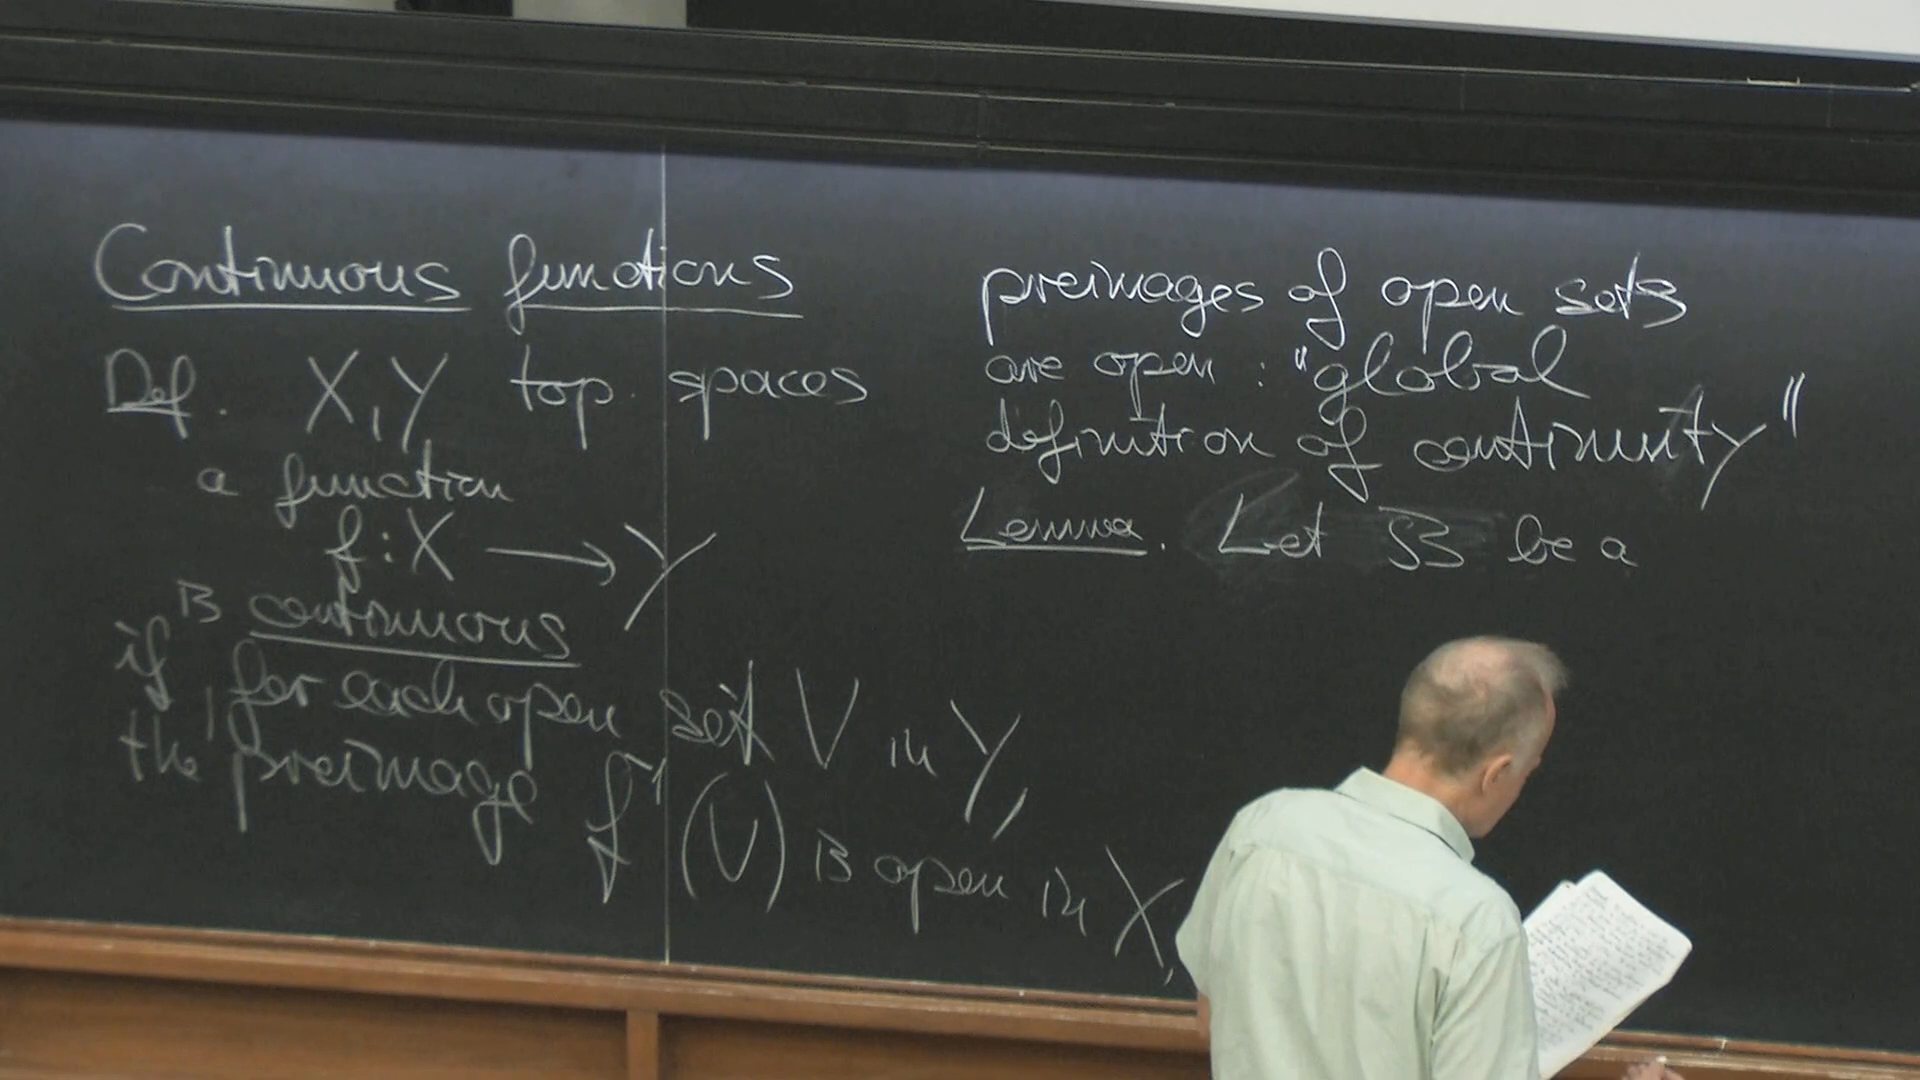 Continuous functions
Def. X, Y top. spaces
a function
f : X → Y
is continuous
if, for each open set V in Y,
the preimage f⁻¹(V) is open in X,
preimages of open sets
are open : "global
definition of continuity"
Lemma. Let B be a